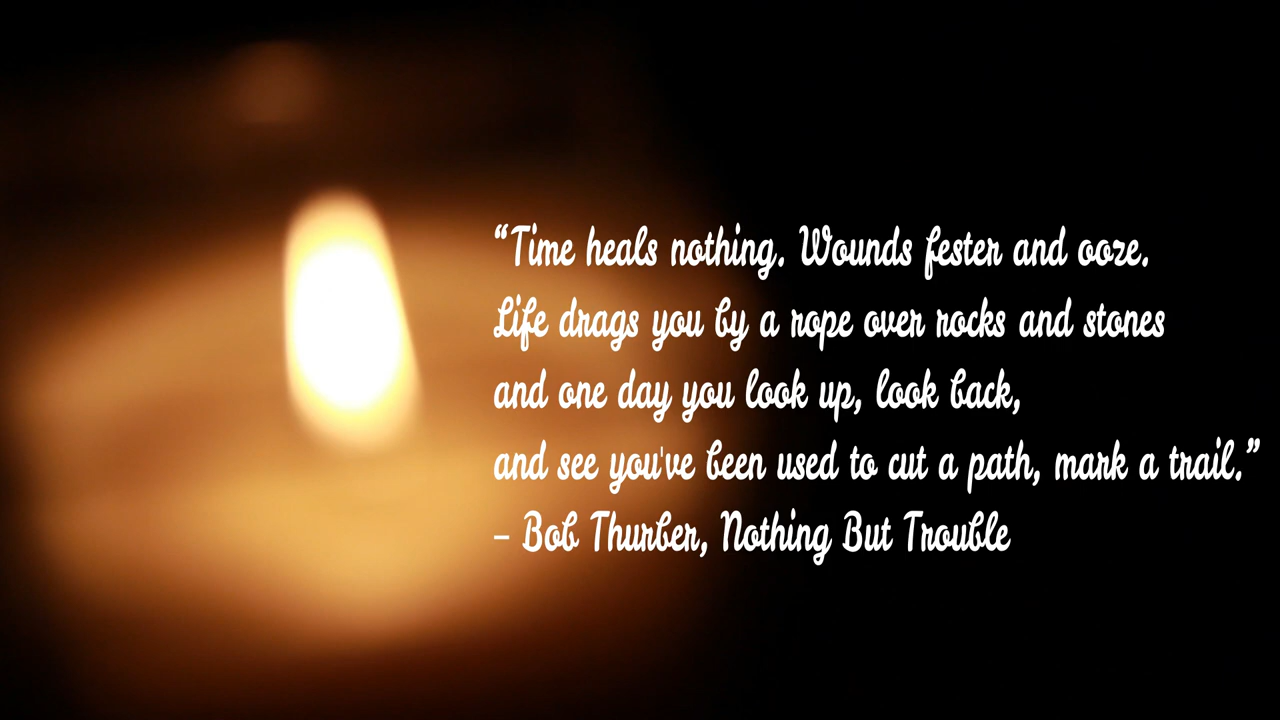 “Time heals nothing. Wounds fester and ooze.
Life drags you by a rope over rocks and stones
and one day you look up, look back,
and see you've been used to cut a path, mark a trail.”
– Bob Thurber, Nothing But Trouble